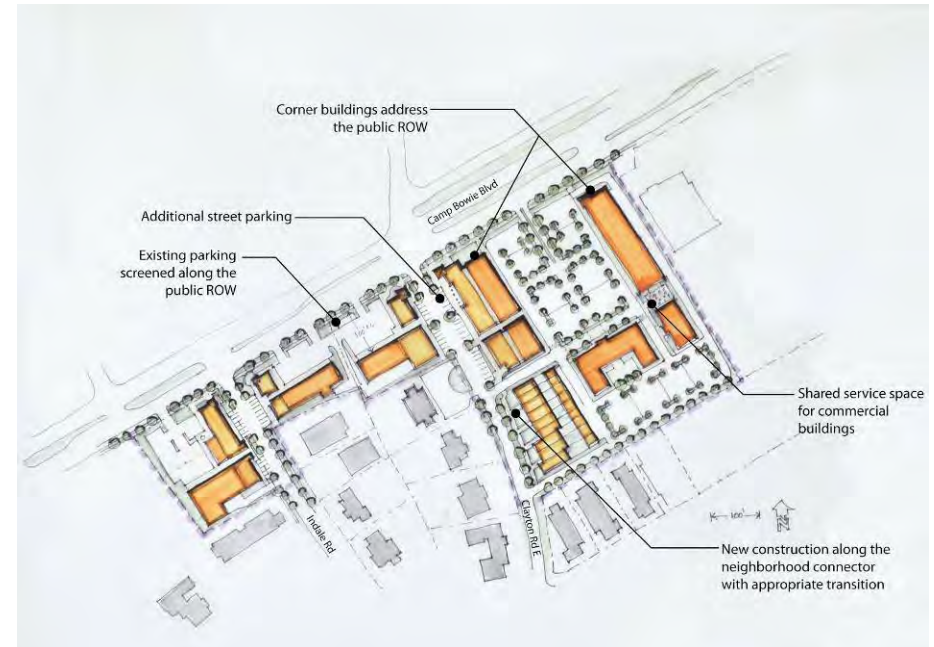 Corner buildings address
the public ROW
Camp Bowie Blvd
Additional street parking
Existing parking
screened along the
public ROW
Shared service space
for commercial
buildings
100'
Indale Rd
Clayton Rd E
New construction along the
neighborhood connector
with appropriate transition